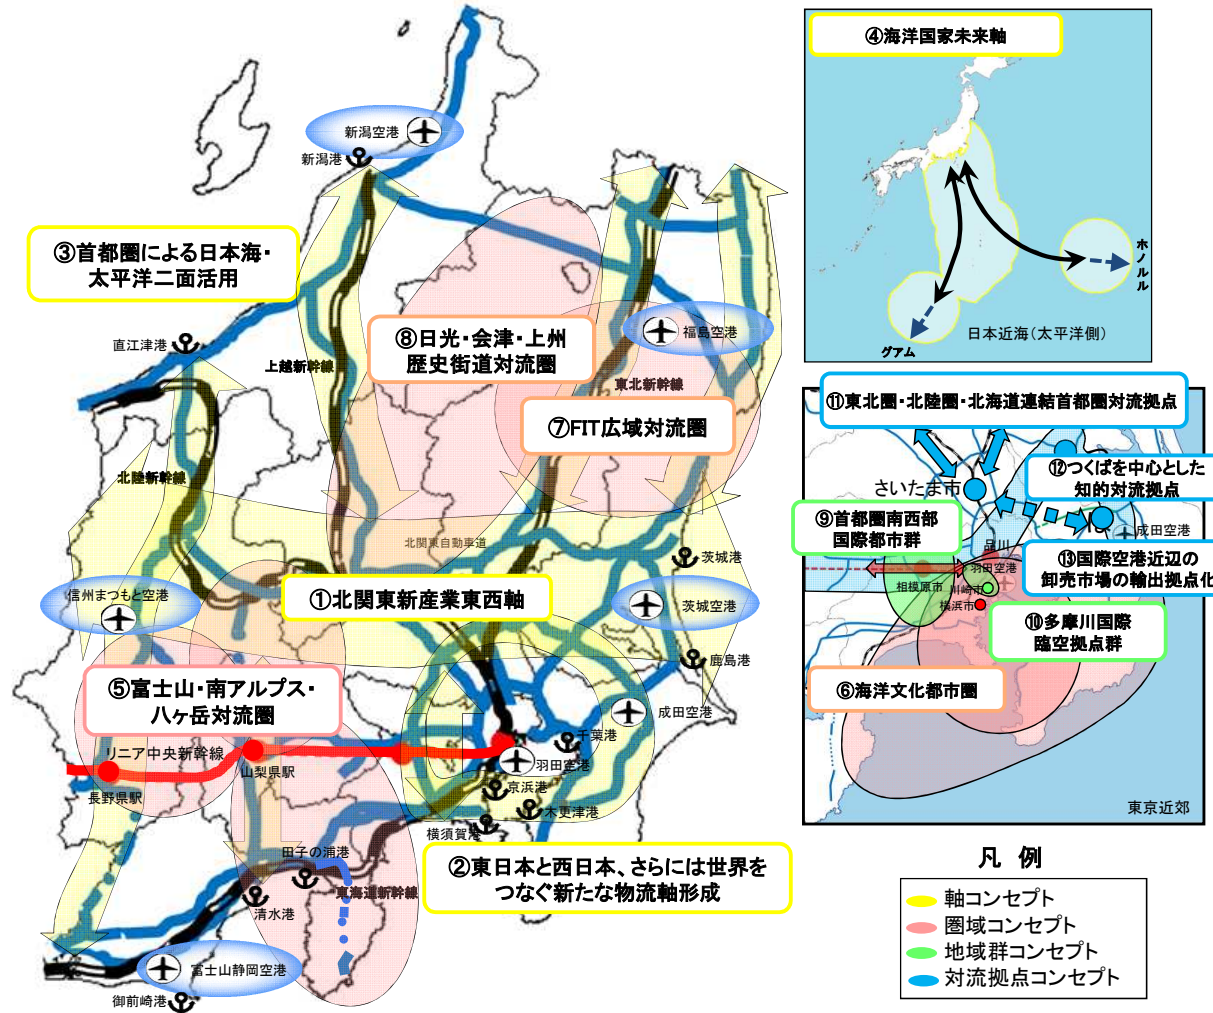 ④海洋国家未来軸
新潟空港
新潟港
③首都圏による日本海・
太平洋二面活用
ホノルル
日本近海(太平洋側)
グアム
直江津港
上越新幹線
⑧日光・会津・上州
歴史街道対流圏
福島空港
東北新幹線
⑦FIT広域対流圏
北陸新幹線
北関東自動車道
茨城港
①北関東新産業東西軸
信州まつもと空港
茨城空港
鹿島港
⑤富士山・南アルプス・
八ヶ岳対流圏
成田空港
千葉港
リニア中央新幹線
山梨県駅
長野県駅
羽田空港
京浜港
木更津港
横須賀港
田子の浦港
東海道新幹線
清水港
②東日本と西日本、さらには世界を
つなぐ新たな物流軸形成
富士山静岡空港
御前崎港
⑪東北圏・北陸圏・北海道連結首都圏対流拠点
さいたま市
⑫つくばを中心とした
知的対流拠点
⑨首都圏南西部
国際都市群
成田空港
品川
羽田空港
⑬国際空港近辺の
卸売市場の輸出拠点化
相模原市
川崎市
横浜市
⑩多摩川国際
臨空拠点群
⑥海洋文化都市圏
東京近郊
凡 例
軸コンセプト
圏域コンセプト
地域群コンセプト
対流拠点コンセプト